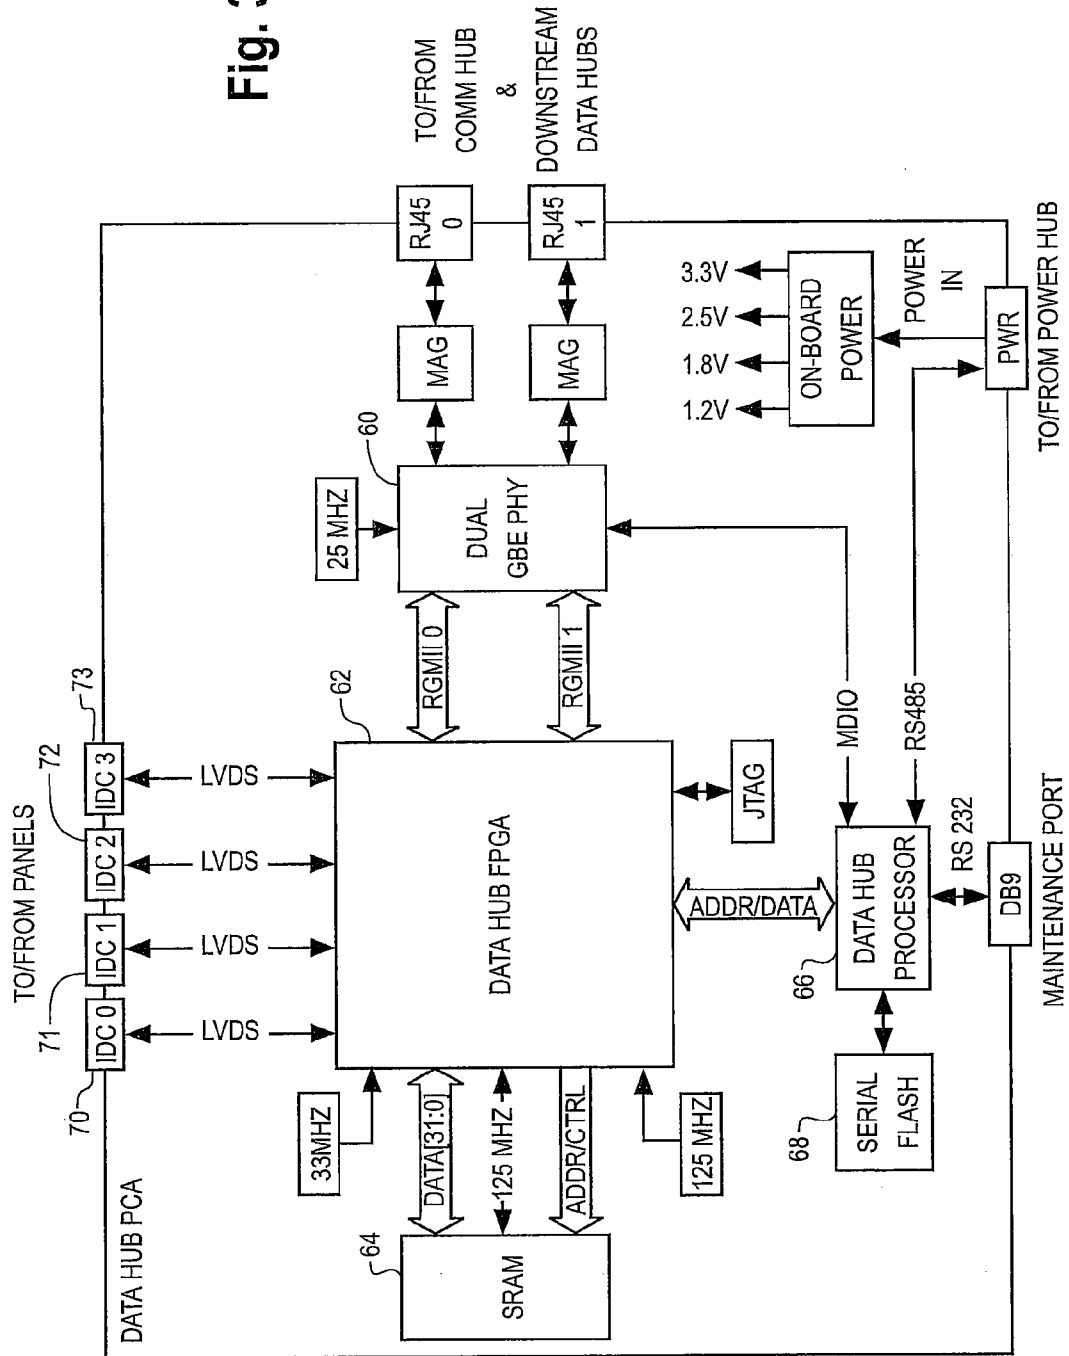 Fig. 3
TO/FROM
COMM HUB
&
DOWNSTREAM
DATA HUBS
RJ45
0
RJ45
1
MAG
MAG
3.3V
2.5V
1.8V
1.2V
ON-BOARD
POWER
POWER
IN
PWR
TO/FROM POWER HUB
60
25 MHZ
DUAL
GBE PHY
RGMII 0
RGMII 1
MDIO
RS485
TO/FROM PANELS
IDC 0
IDC 1
IDC 2
IDC 3
70
71
72
73
LVDS
LVDS
LVDS
LVDS
62
DATA HUB FPGA
JTAG
ADDR/DATA
66
DATA HUB
PROCESSOR
RS 232
DB9
MAINTENANCE PORT
68
SERIAL
FLASH
33MHZ
DATA[31:0]
125 MHZ
ADDR/CTRL
125 MHZ
64
SRAM
DATA HUB PCA